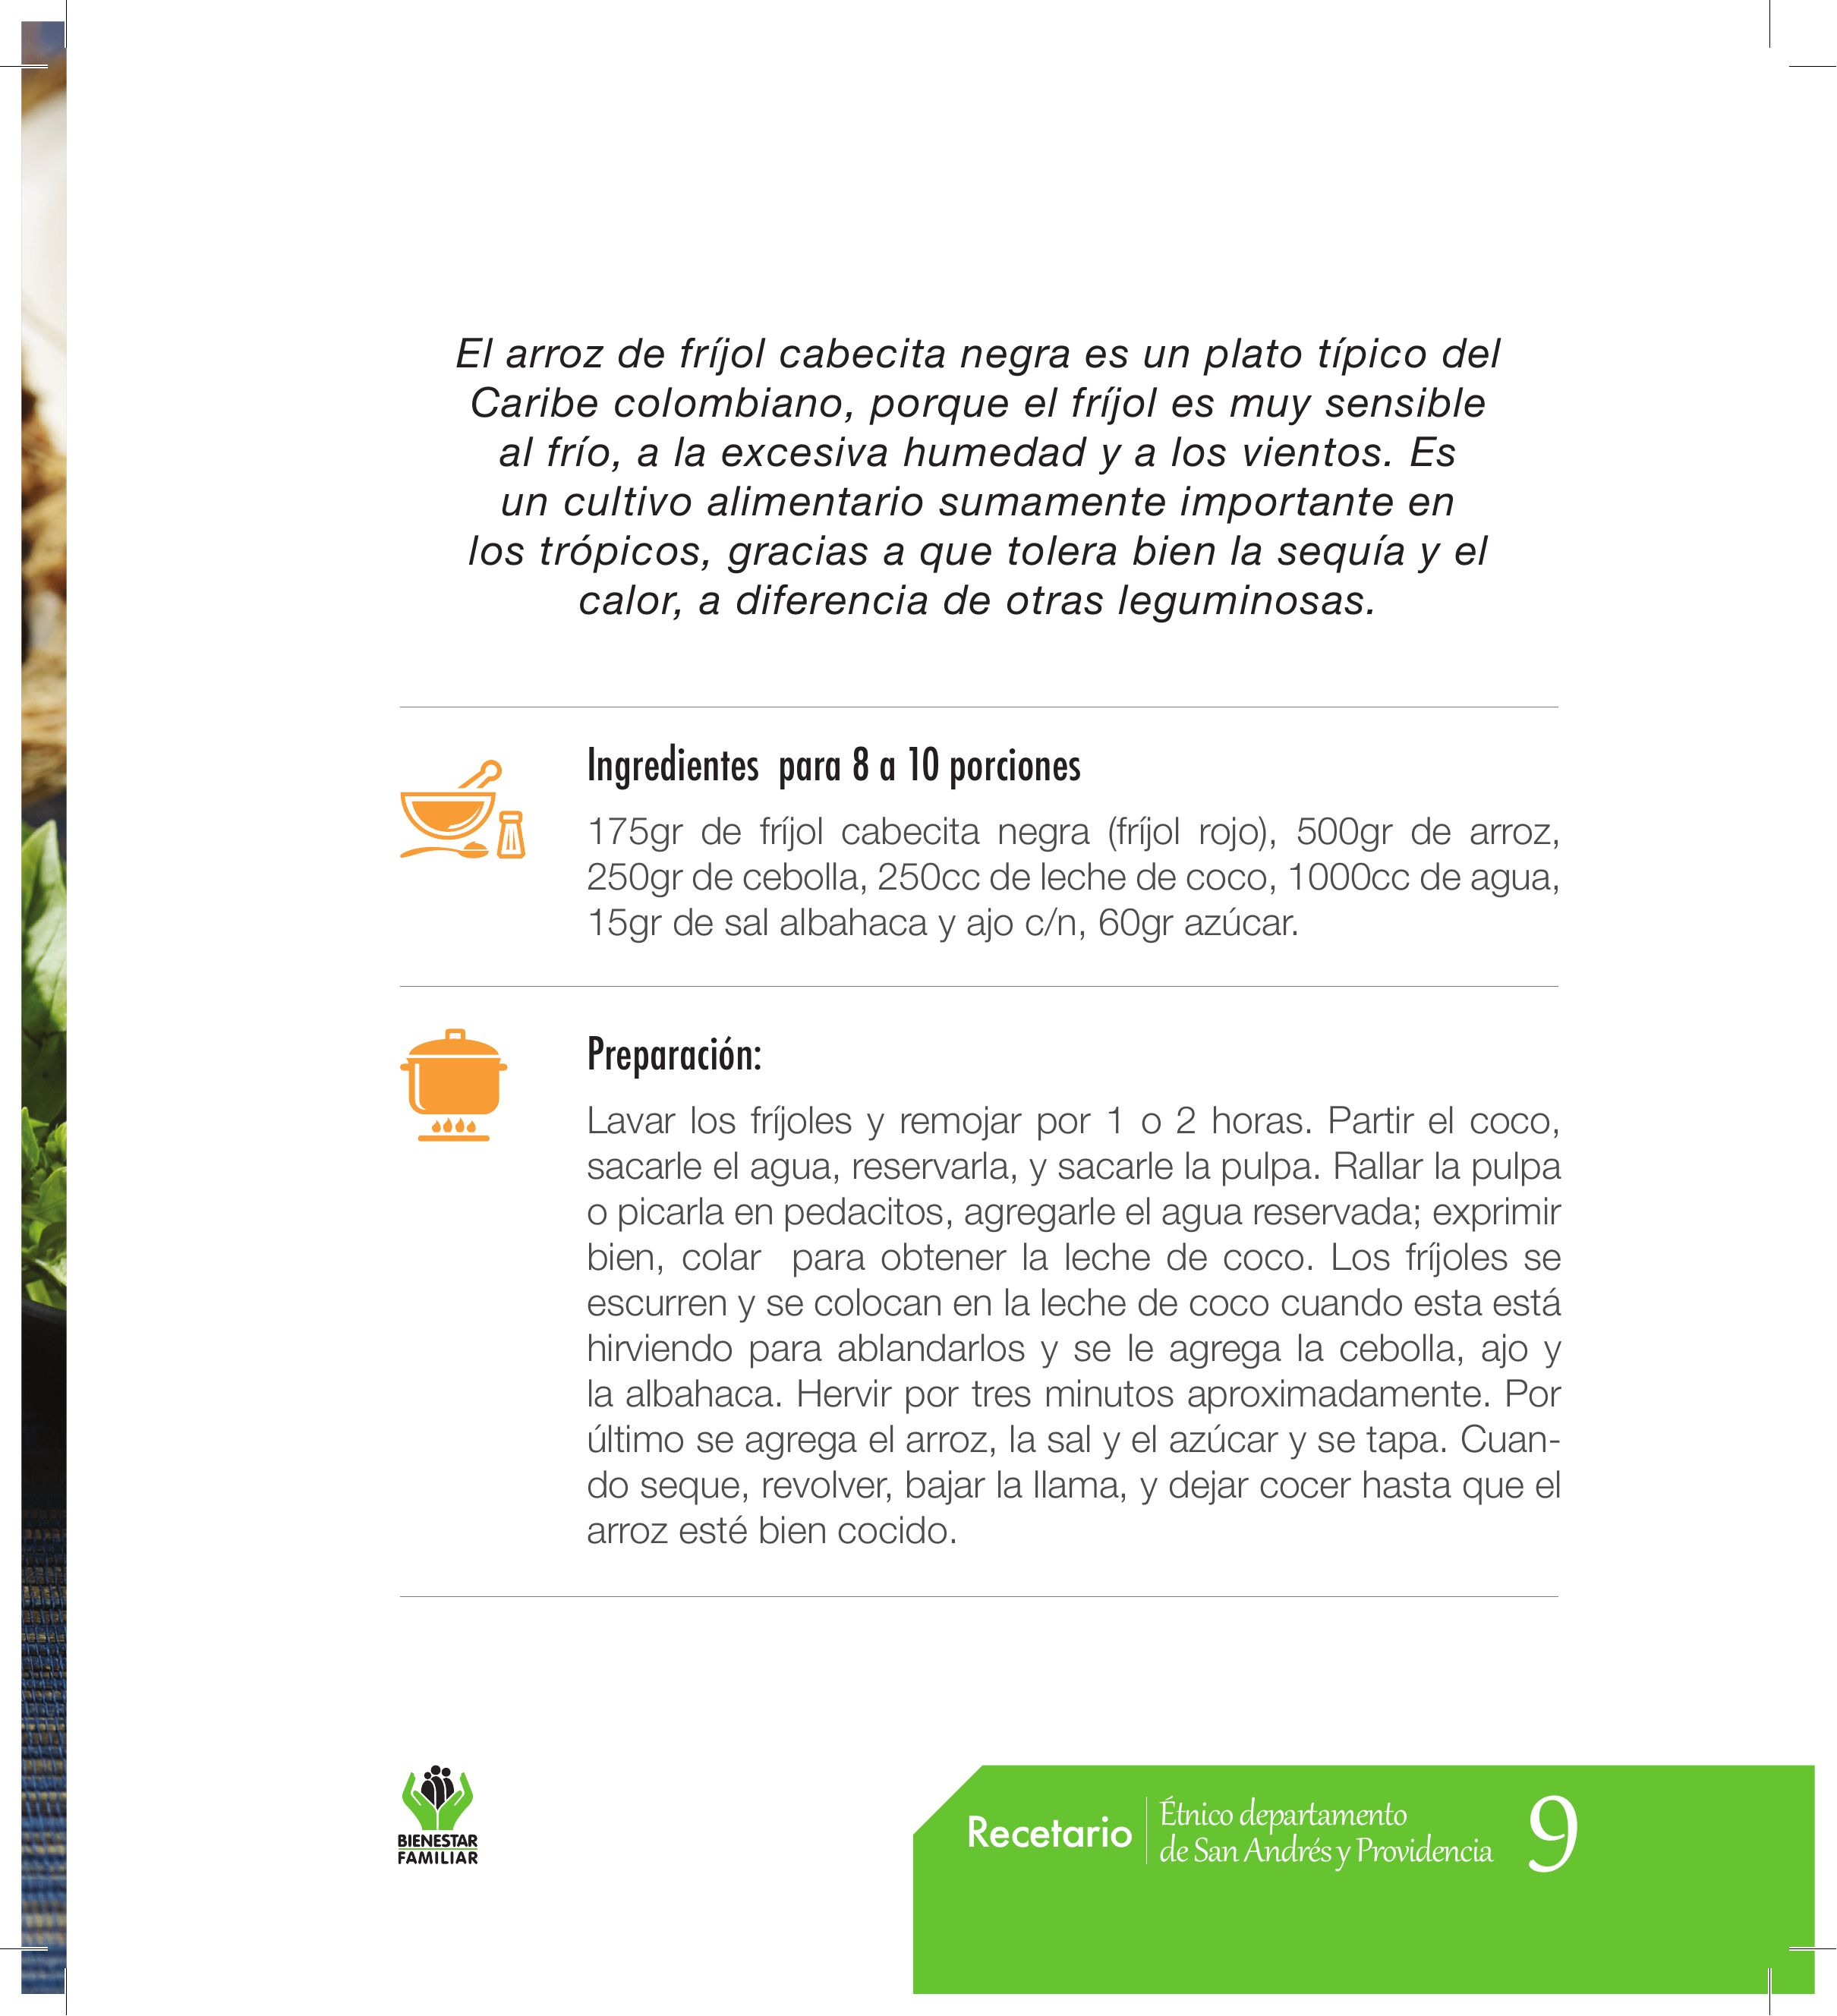 El arroz de fríjol cabecita negra es un plato típico del
Caribe colombiano, porque el fríjol es muy sensible
al frío, a la excesiva humedad y a los vientos. Es
un cultivo alimentario sumamente importante en
los trópicos, gracias a que tolera bien la sequía y el
calor, a diferencia de otras leguminosas.
Ingredientes  para 8 a 10 porciones
175gr de fríjol cabecita negra (fríjol rojo), 500gr de arroz,
250gr de cebolla, 250cc de leche de coco, 1000cc de agua,
15gr de sal albahaca y ajo c/n, 60gr azúcar.
Preparación:
Lavar los fríjoles y remojar por 1 o 2 horas. Partir el coco,
sacarle el agua, reservarla, y sacarle la pulpa. Rallar la pulpa
o picarla en pedacitos, agregarle el agua reservada; exprimir
bien, colar  para obtener la leche de coco. Los fríjoles se
escurren y se colocan en la leche de coco cuando esta está
hirviendo para ablandarlos y se le agrega la cebolla, ajo y
la albahaca. Hervir por tres minutos aproximadamente. Por
último se agrega el arroz, la sal y el azúcar y se tapa. Cuan-
do seque, revolver, bajar la llama, y dejar cocer hasta que el
arroz esté bien cocido.
BIENESTAR
FAMILIAR
Recetario
Étnico departamento
de San Andrés y Providencia
9